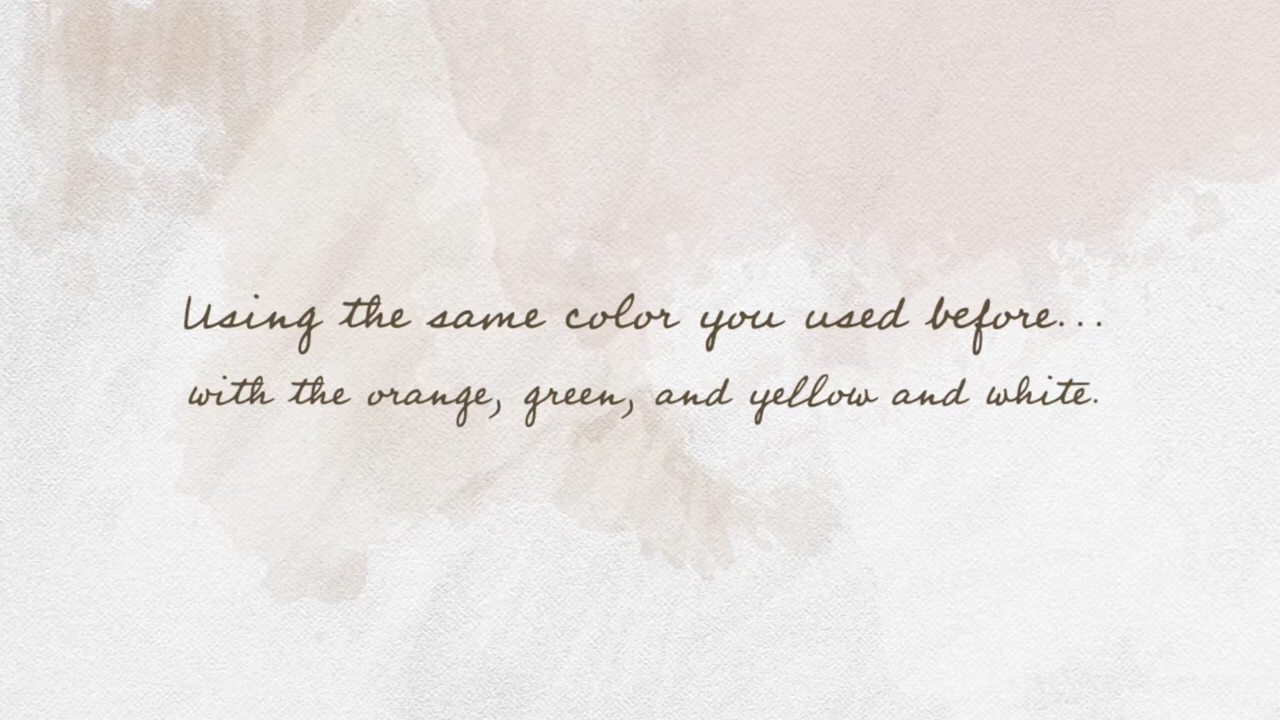 Using the same color you used before...
with the orange, green, and yellow and white.